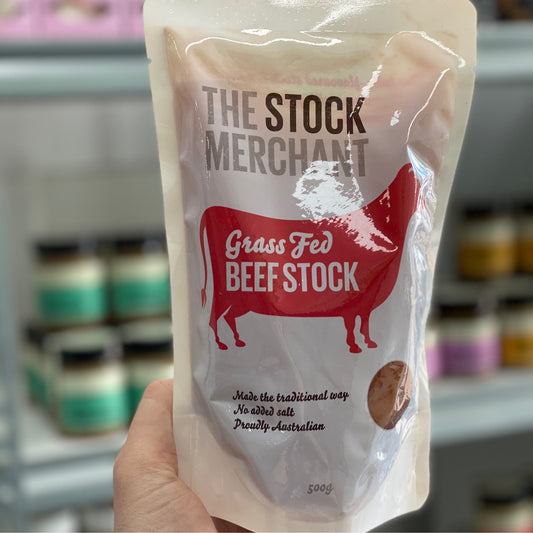 THE STOCK
MERCHANT
Grass Fed
BEEF STOCK
Made the traditional way
No added salt
Proudly Australian
500g